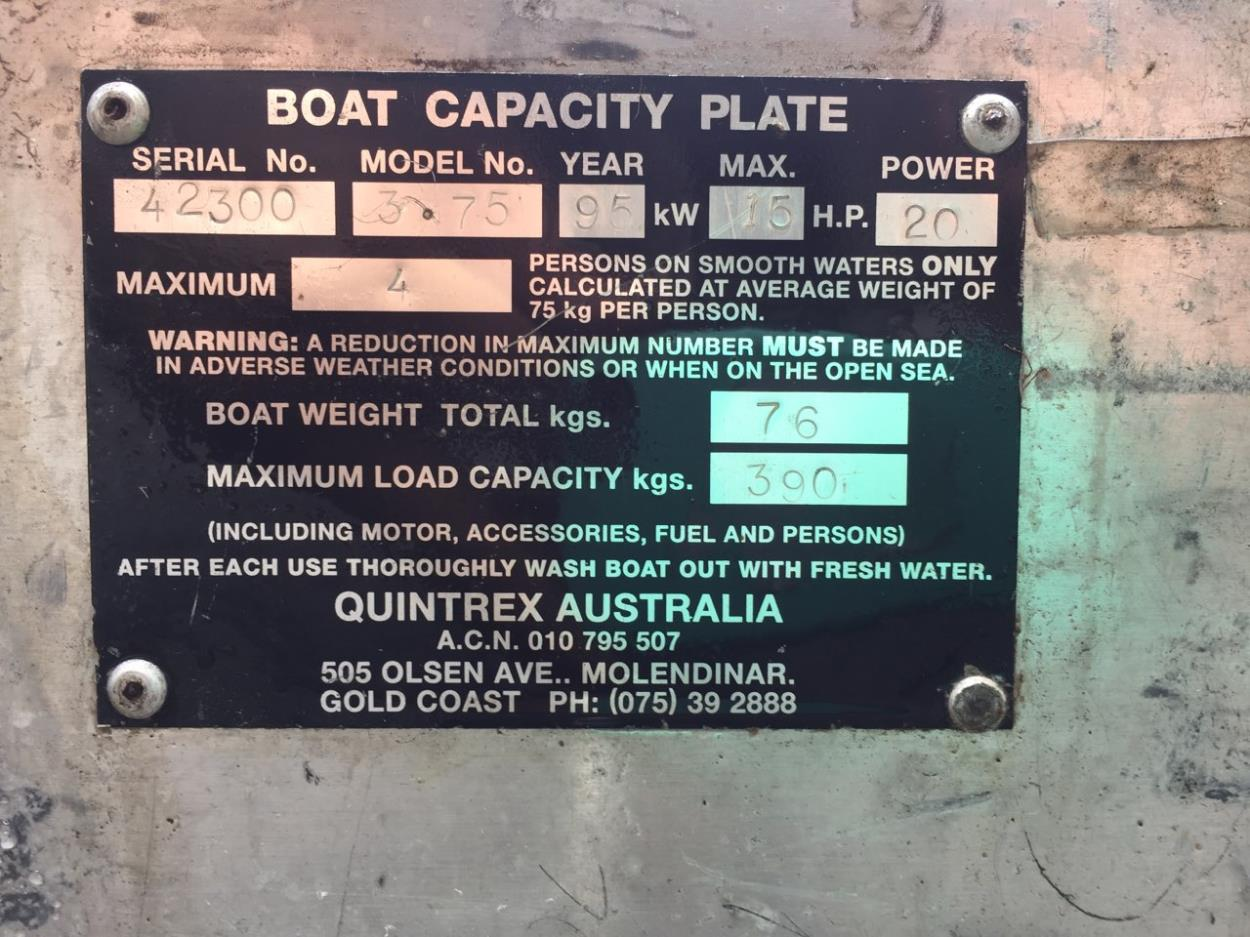 BOAT CAPACITY PLATE
SERIAL No. MODEL No. YEAR MAX. POWER
42300 3.75 95 kW 15 H.P. 20
MAXIMUM 4 PERSONS ON SMOOTH WATERS ONLY
CALCULATED AT AVERAGE WEIGHT OF
75 kg PER PERSON.
WARNING: A REDUCTION IN MAXIMUM NUMBER MUST BE MADE
IN ADVERSE WEATHER CONDITIONS OR WHEN ON THE OPEN SEA.
BOAT WEIGHT TOTAL kgs. 76
MAXIMUM LOAD CAPACITY kgs. 390
(INCLUDING MOTOR, ACCESSORIES, FUEL AND PERSONS)
AFTER EACH USE THOROUGHLY WASH BOAT OUT WITH FRESH WATER.
QUINTREX AUSTRALIA
A.C.N. 010 795 507
505 OLSEN AVE.. MOLENDINAR.
GOLD COAST PH: (075) 39 2888